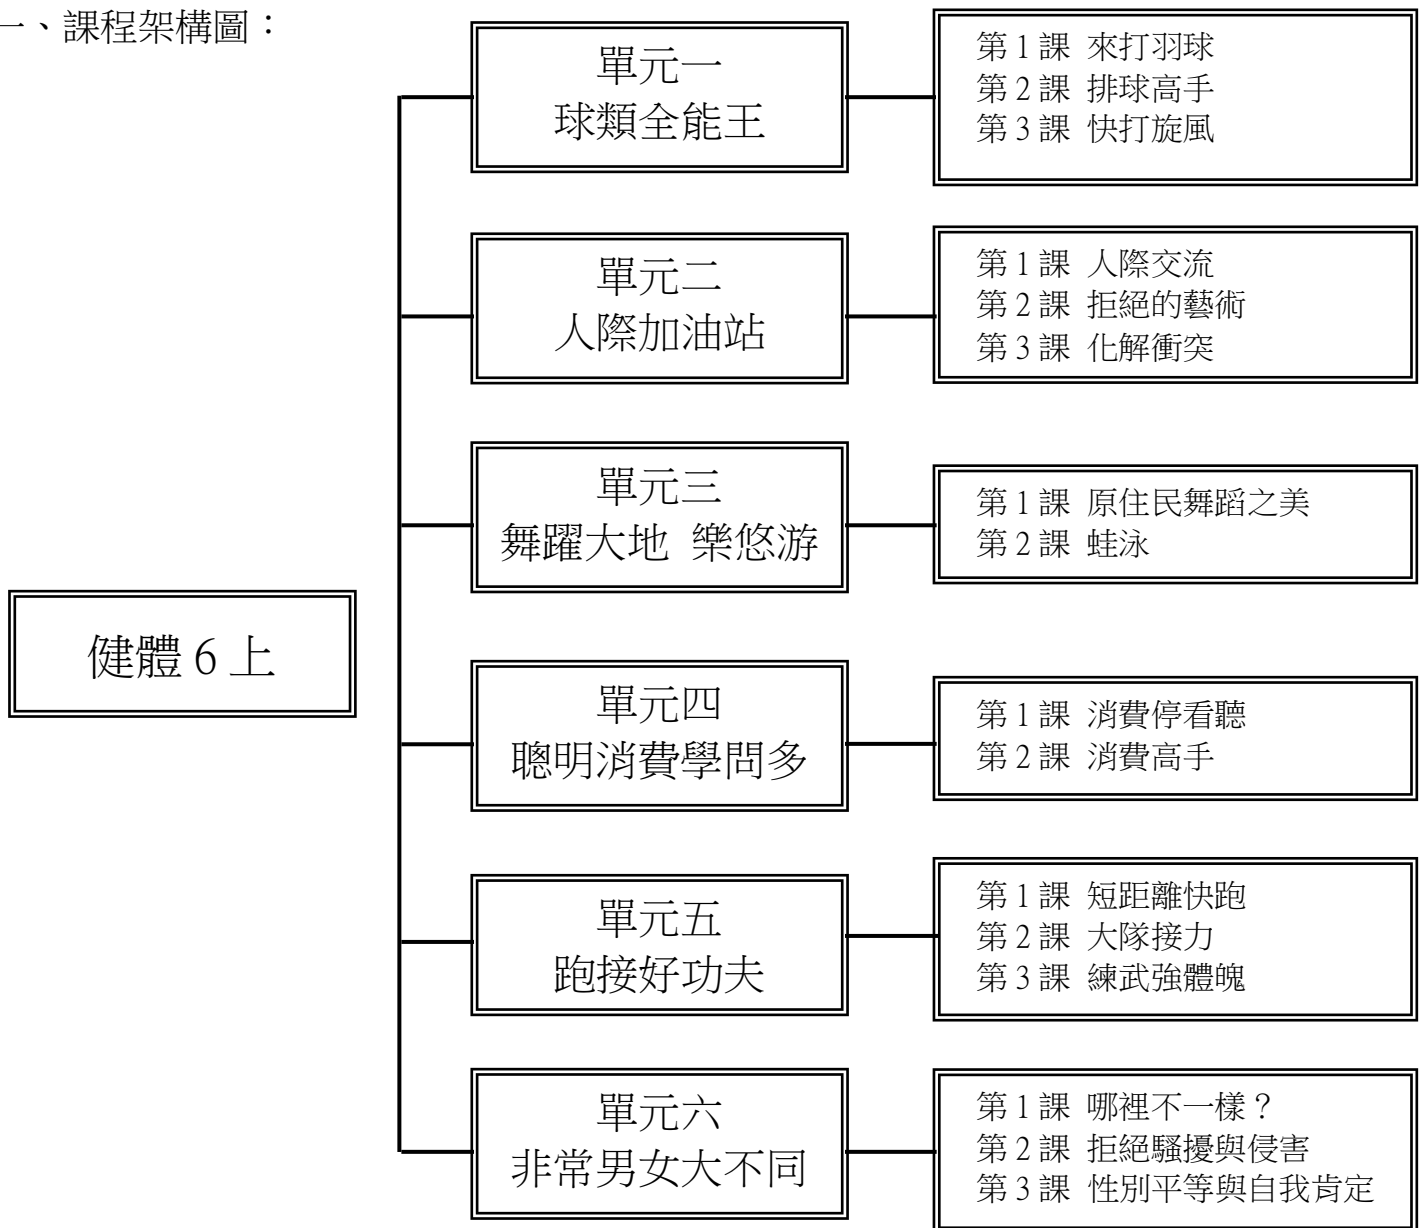 一、課程架構圖：
單元一
球類全能王
第1課 來打羽球
第2課 排球高手
第3課 快打旋風
單元二
人際加油站
第1課 人際交流
第2課 拒絕的藝術
第3課 化解衝突
單元三
舞躍大地 樂悠游
第1課 原住民舞蹈之美
第2課 蛙泳
健體6上
單元四
聰明消費學問多
第1課 消費停看聽
第2課 消費高手
單元五
跑接好功夫
第1課 短距離快跑
第2課 大隊接力
第3課 練武強體魄
單元六
非常男女大不同
第1課 哪裡不一樣？
第2課 拒絕騷擾與侵害
第3課 性別平等與自我肯定